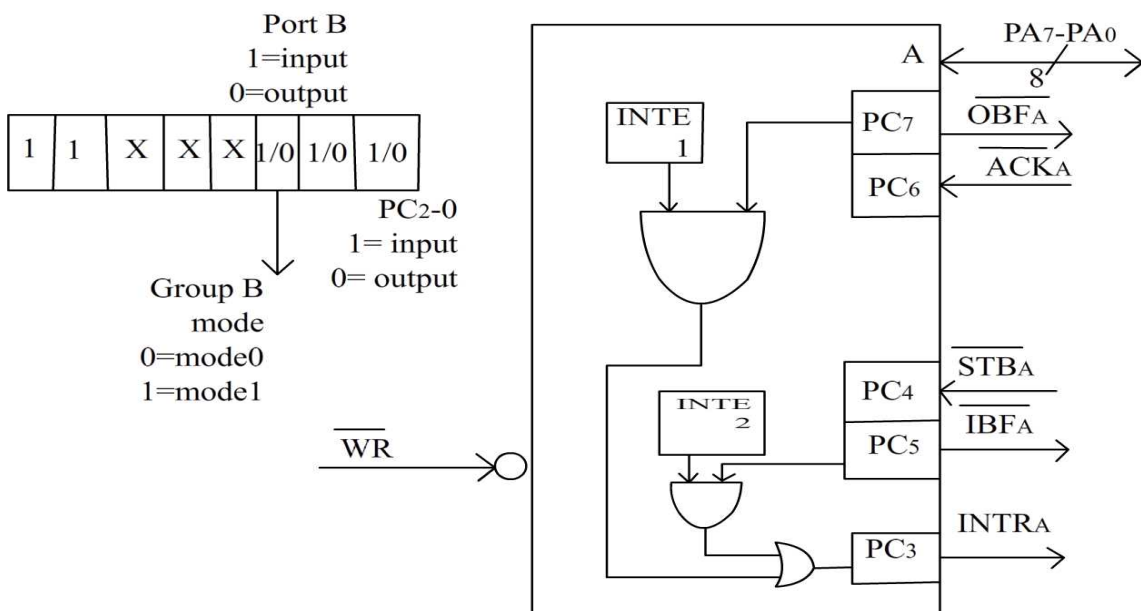 Port B
1=input
0=output
1 1 X X X 1/0 1/0 1/0
PC2-0
1= input
0= output
Group B
mode
0=mode0
1=mode1
WR
A
PA7-PA0
8
INTE
1
PC7
OBFA
PC6
ACKA
INTE
2
PC4
STBA
PC5
IBFA
PC3
INTRA